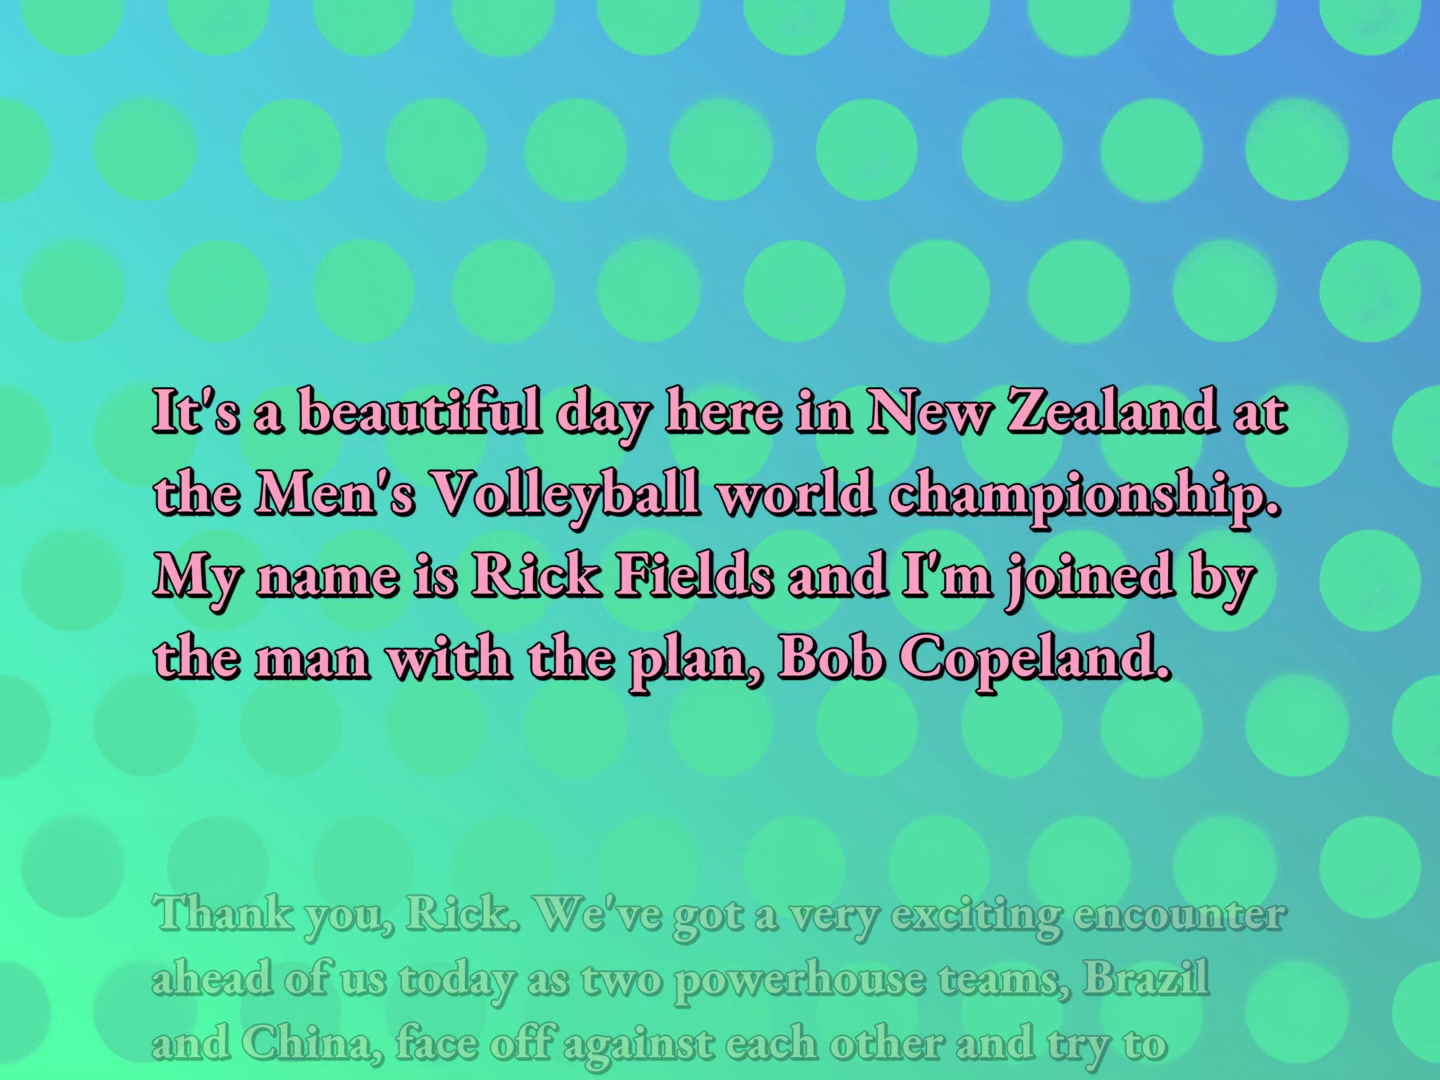 It's a beautiful day here in New Zealand at
the Men's Volleyball world championship.
My name is Rick Fields and I'm joined by
the man with the plan, Bob Copeland.
Thank you, Rick. We've got a very exciting encounter
ahead of us today as two powerhouse teams, Brazil
and China, face off against each other and try to